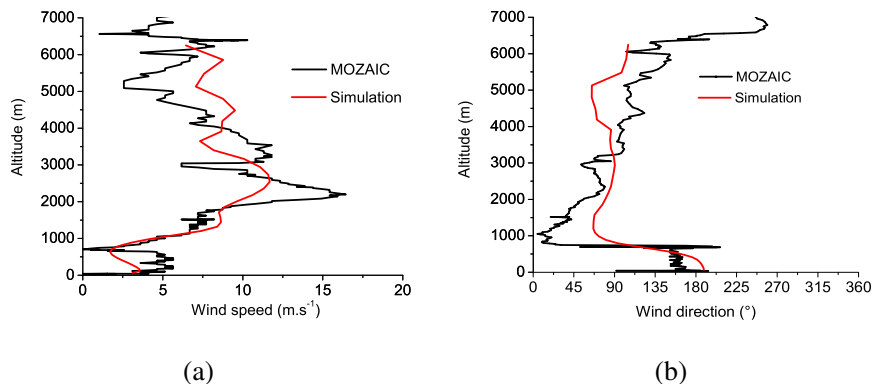 7000
6000
5000
4000
3000
2000
1000
0
Altitude (m)
MOZAIC
Simulation
0 5 10 15 20
Wind speed (m.s⁻¹)
(a)
7000
6000
5000
4000
3000
2000
1000
0
Altitude (m)
MOZAIC
Simulation
0 45 90 135 180 225 270 315 360
Wind direction (°)
(b)